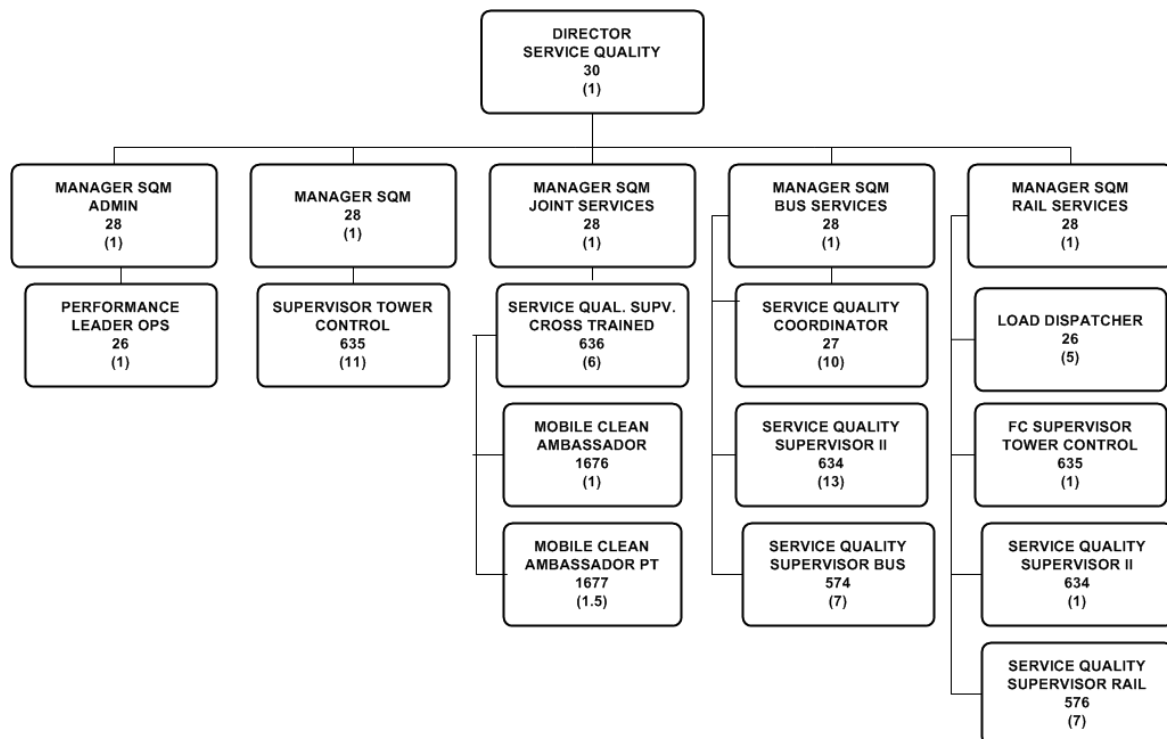 DIRECTOR
SERVICE QUALITY
30
(1)
MANAGER SQM
ADMIN
28
(1)
MANAGER SQM
28
(1)
MANAGER SQM
JOINT SERVICES
28
(1)
MANAGER SQM
BUS SERVICES
28
(1)
MANAGER SQM
RAIL SERVICES
28
(1)
PERFORMANCE
LEADER OPS
26
(1)
SUPERVISOR TOWER
CONTROL
635
(11)
SERVICE QUAL. SUPV.
CROSS TRAINED
636
(6)
SERVICE QUALITY
COORDINATOR
27
(10)
LOAD DISPATCHER
26
(5)
MOBILE CLEAN
AMBASSADOR
1676
(1)
SERVICE QUALITY
SUPERVISOR II
634
(13)
FC SUPERVISOR
TOWER CONTROL
635
(1)
MOBILE CLEAN
AMBASSADOR PT
1677
(1.5)
SERVICE QUALITY
SUPERVISOR BUS
574
(7)
SERVICE QUALITY
SUPERVISOR II
634
(1)
SERVICE QUALITY
SUPERVISOR RAIL
576
(7)